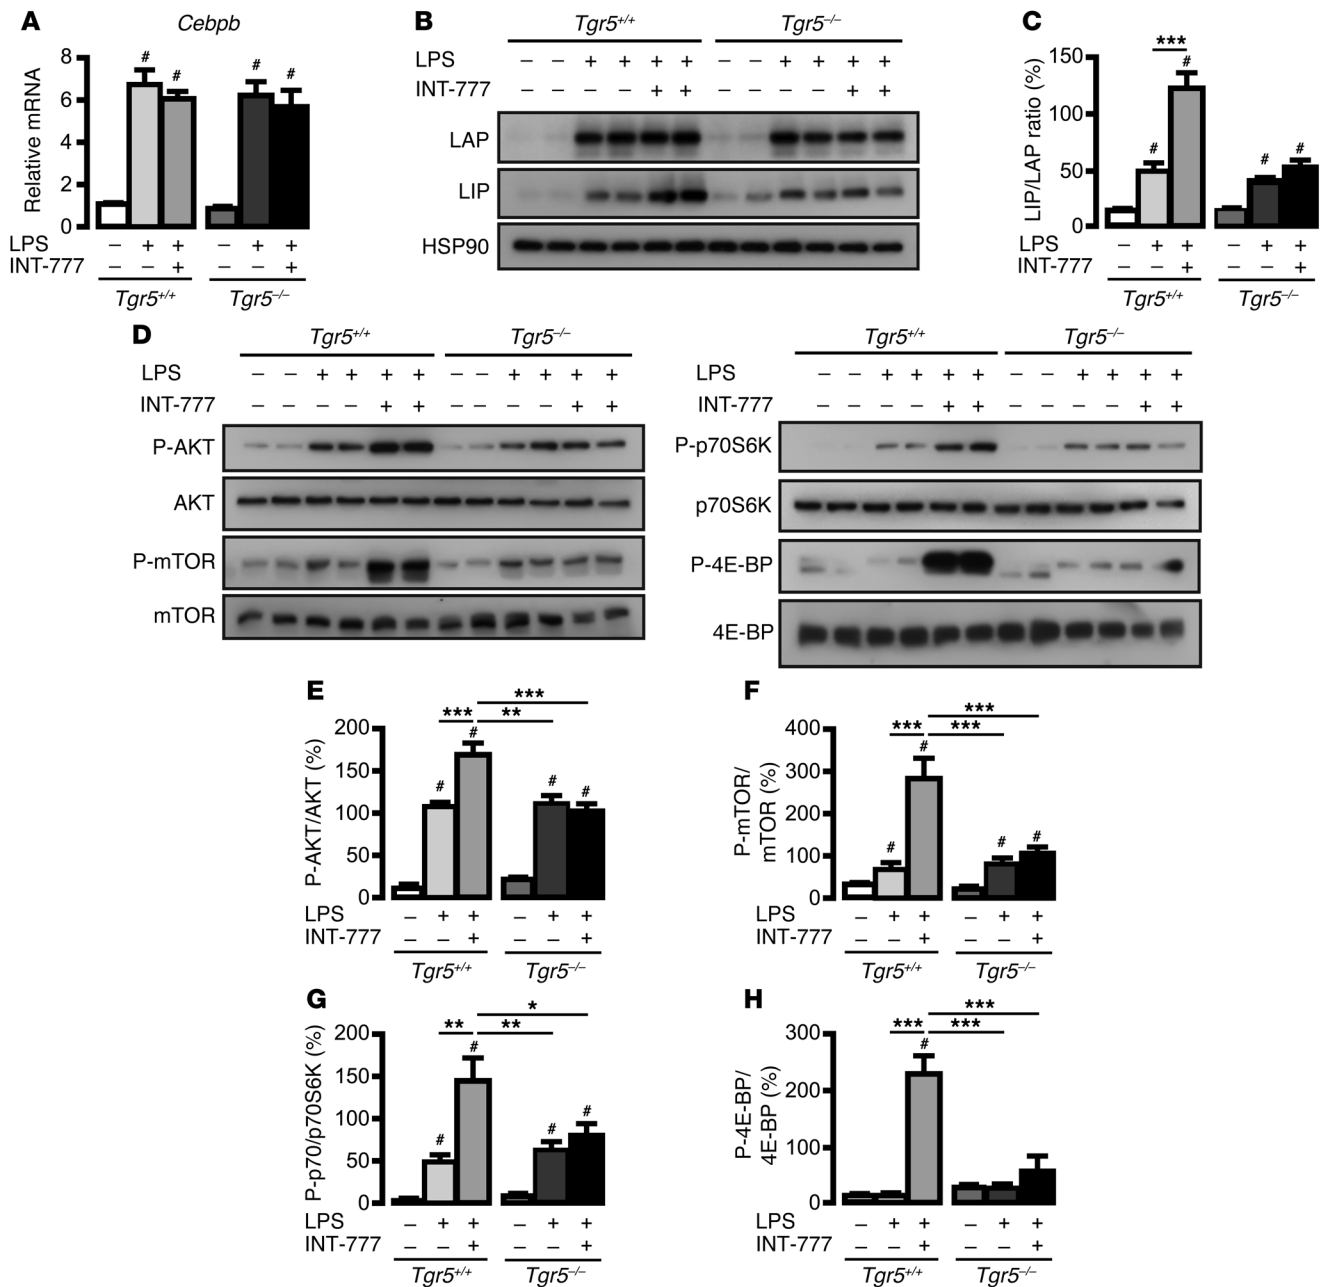 A
Cebpb
Relative mRNA
8
6
4
2
0
# # # #
LPS – + + – + +
INT-777 – – + – – +
Tgr5+/+ Tgr5–/–
B
Tgr5+/+ Tgr5–/–
LPS – – + + + + – – + + + +
INT-777 – – – – + + – – – – + +
LAP
LIP
HSP90
C
LIP/LAP ratio (%)
150
100
50
0
***
# # # #
LPS – + + – + +
INT-777 – – + – – +
Tgr5+/+ Tgr5–/–
D
Tgr5+/+ Tgr5–/–
LPS – – + + + + – – + + + +
INT-777 – – – – + + – – – – + +
P-AKT
AKT
P-mTOR
mTOR
Tgr5+/+ Tgr5–/–
LPS – – + + + + – – + + + +
INT-777 – – – – + + – – – – + +
P-p70S6K
p70S6K
P-4E-BP
4E-BP
E
P-AKT/AKT (%)
200
150
100
50
0
***
*** **
# # # #
LPS – + + – + +
INT-777 – – + – – +
Tgr5+/+ Tgr5–/–
F
P-mTOR/
mTOR (%)
400
300
200
100
0
***
*** ***
# # # #
LPS – + + – + +
INT-777 – – + – – +
Tgr5+/+ Tgr5–/–
G
P-p70/p70S6K (%)
200
150
100
50
0
*
** **
# # # #
LPS – + + – + +
INT-777 – – + – – +
Tgr5+/+ Tgr5–/–
H
P-4E-BP/
4E-BP (%)
300
200
100
0
***
*** ***
#
LPS – + + – + +
INT-777 – – + – – +
Tgr5+/+ Tgr5–/–